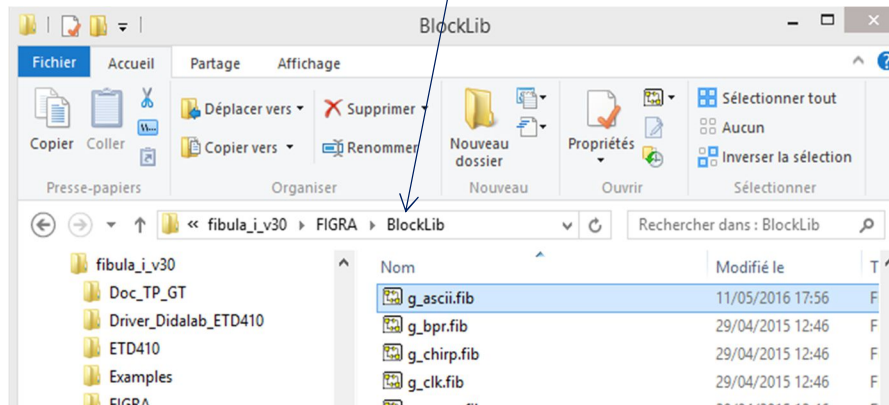 BlockLib
Fichier Accueil Partage Affichage
Copier Coller
Déplacer vers
Copier vers
Supprimer
Renommer
Nouveau dossier
Propriétés
Sélectionner tout
Aucun
Inverser la sélection
Presse-papiers Organiser Nouveau Ouvrir Sélectionner
« fibula_i_v30 FIGRA BlockLib
Rechercher dans : BlockLib
fibula_i_v30
Doc_TP_GT
Driver_Didalab_ETD410
ETD410
Examples
FIGRA
Nom Modifié le T
g_ascii.fib 11/05/2016 17:56 F
g_bpr.fib 29/04/2015 12:46 F
g_chirp.fib 29/04/2015 12:46 F
g_clk.fib 29/04/2015 12:46 F